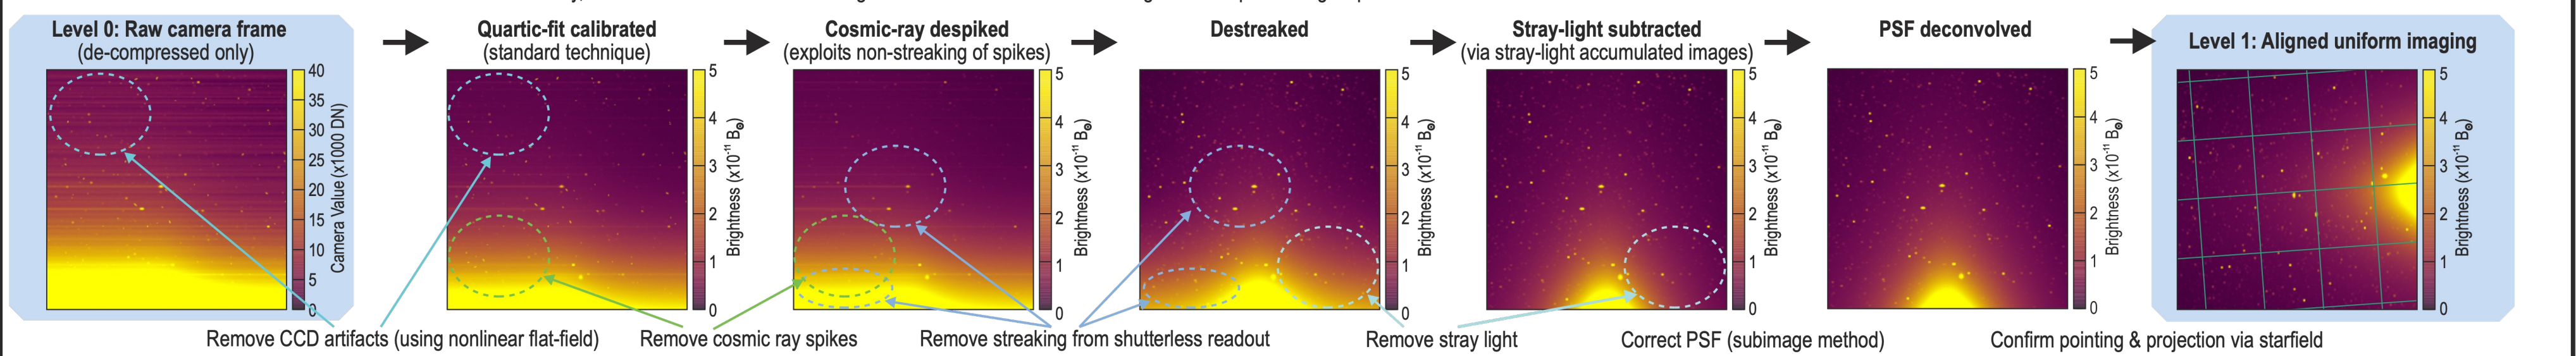 Level 0: Raw camera frame
(de-compressed only)
40
35
30
25
20
15
10
5
0
Camera Value (x1000 DN)
Quartic-fit calibrated
(standard technique)
5
4
3
2
1
0
Brightness (x10⁻¹¹ B⊙)
Cosmic-ray despiked
(exploits non-streaking of spikes)
5
4
3
2
1
0
Brightness (x10⁻¹¹ B⊙)
Destreaked
5
4
3
2
1
0
Brightness (x10⁻¹¹ B⊙)
Stray-light subtracted
(via stray-light accumulated images)
5
4
3
2
1
0
Brightness (x10⁻¹¹ B⊙)
PSF deconvolved
5
4
3
2
1
0
Brightness (x10⁻¹¹ B⊙)
Level 1: Aligned uniform imaging
5
4
3
2
1
0
Brightness (x10⁻¹¹ B⊙)
Remove CCD artifacts (using nonlinear flat-field)
Remove cosmic ray spikes
Remove streaking from shutterless readout
Remove stray light
Correct PSF (subimage method)
Confirm pointing & projection via starfield